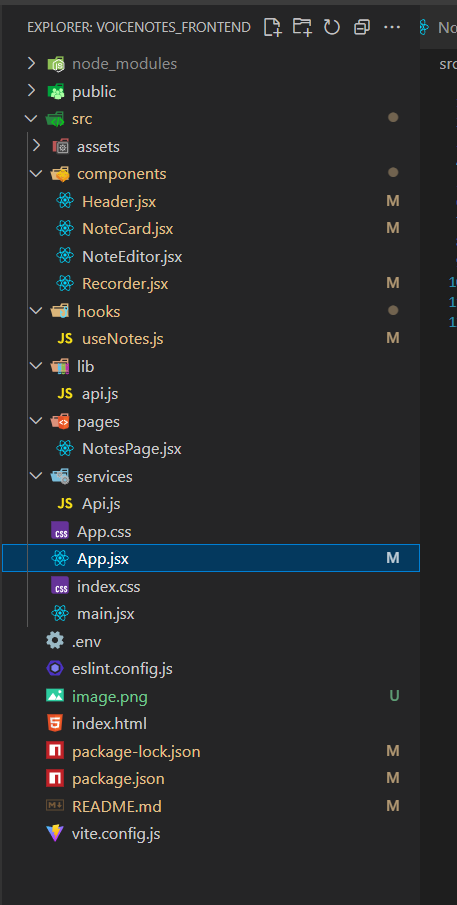 EXPLORER: VOICENOTES_FRONTEND ... No
node_modules
public src
src
assets
components
Header.jsx M
NoteCard.jsx M
NoteEditor.jsx
Recorder.jsx M
hooks
JS useNotes.js M
lib
JS api.js
pages
NotesPage.jsx
services
JS Api.js
CSS App.css
App.jsx M
CSS index.css
main.jsx
.env
eslint.config.js
image.png U
index.html
package-lock.json M
package.json M
README.md M
vite.config.js